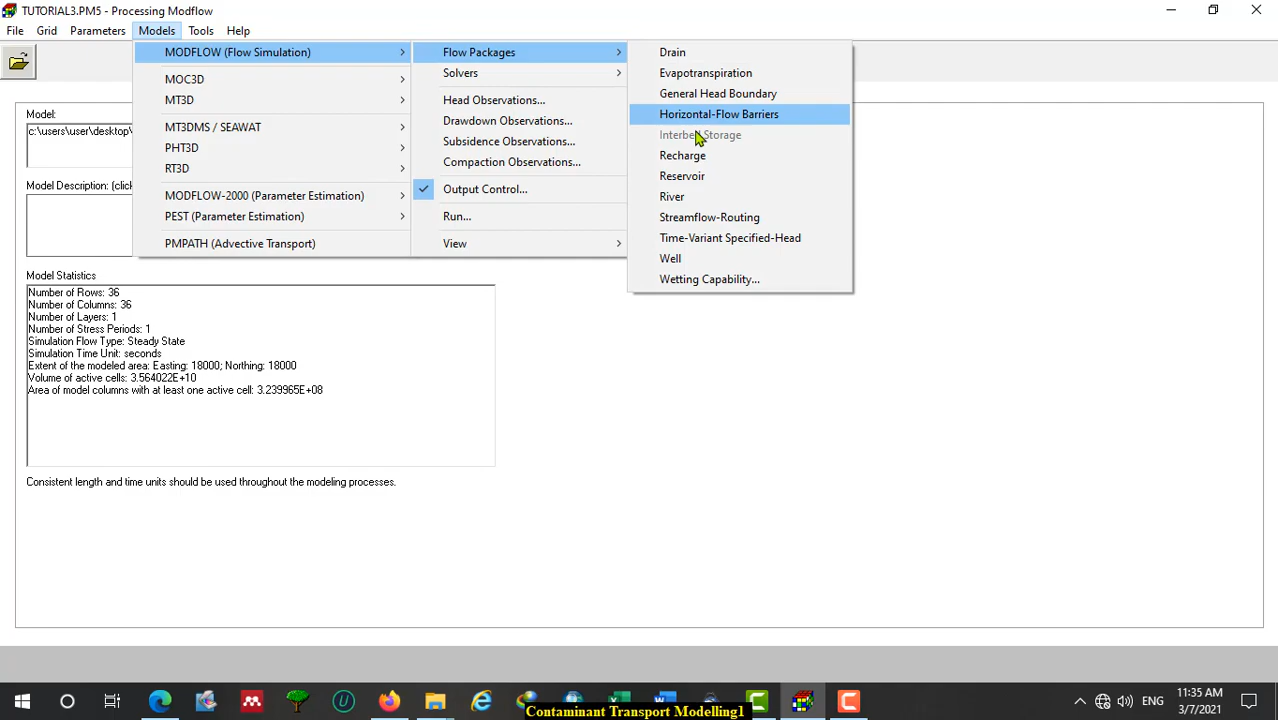 TUTORIAL3.PM5 - Processing Modflow
File Grid Parameters Models Tools Help
MODFLOW (Flow Simulation)
MOC3D
MT3D
MT3DMS / SEAWAT
PHT3D
RT3D
MODFLOW-2000 (Parameter Estimation)
PEST (Parameter Estimation)
PMPATH (Advective Transport)
Flow Packages
Solvers
Head Observations...
Drawdown Observations...
Subsidence Observations...
Compaction Observations...
Output Control...
Run...
View
Drain
Evapotranspiration
General Head Boundary
Horizontal-Flow Barriers
Interbed Storage
Recharge
Reservoir
River
Streamflow-Routing
Time-Variant Specified-Head
Well
Wetting Capability...
Model:
c:\users\user\desktop\
Model Description: (click
Model Statistics
Number of Rows: 36
Number of Columns: 36
Number of Layers: 1
Number of Stress Periods: 1
Simulation Flow Type: Steady State
Simulation Time Unit: seconds
Extent of the modeled area: Easting: 18000; Northing: 18000
Volume of active cells: 3.564022E+10
Area of model columns with at least one active cell: 3.239965E+08
Consistent length and time units should be used throughout the modeling processes.
ENG
11:35 AM
3/7/2021
Contaminant Transport Modelling1